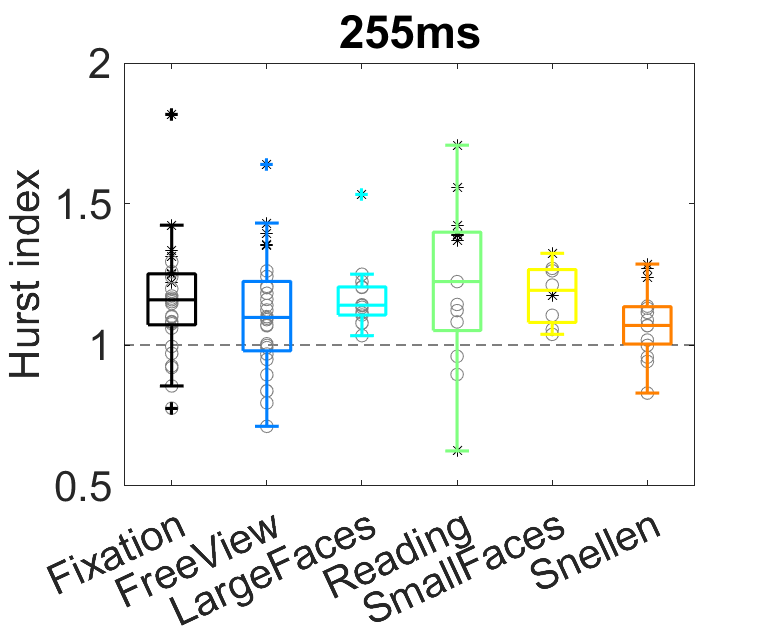 255ms
2
1.5
1
0.5
Hurst index
Fixation
FreeView
LargeFaces
Reading
SmallFaces
Snellen